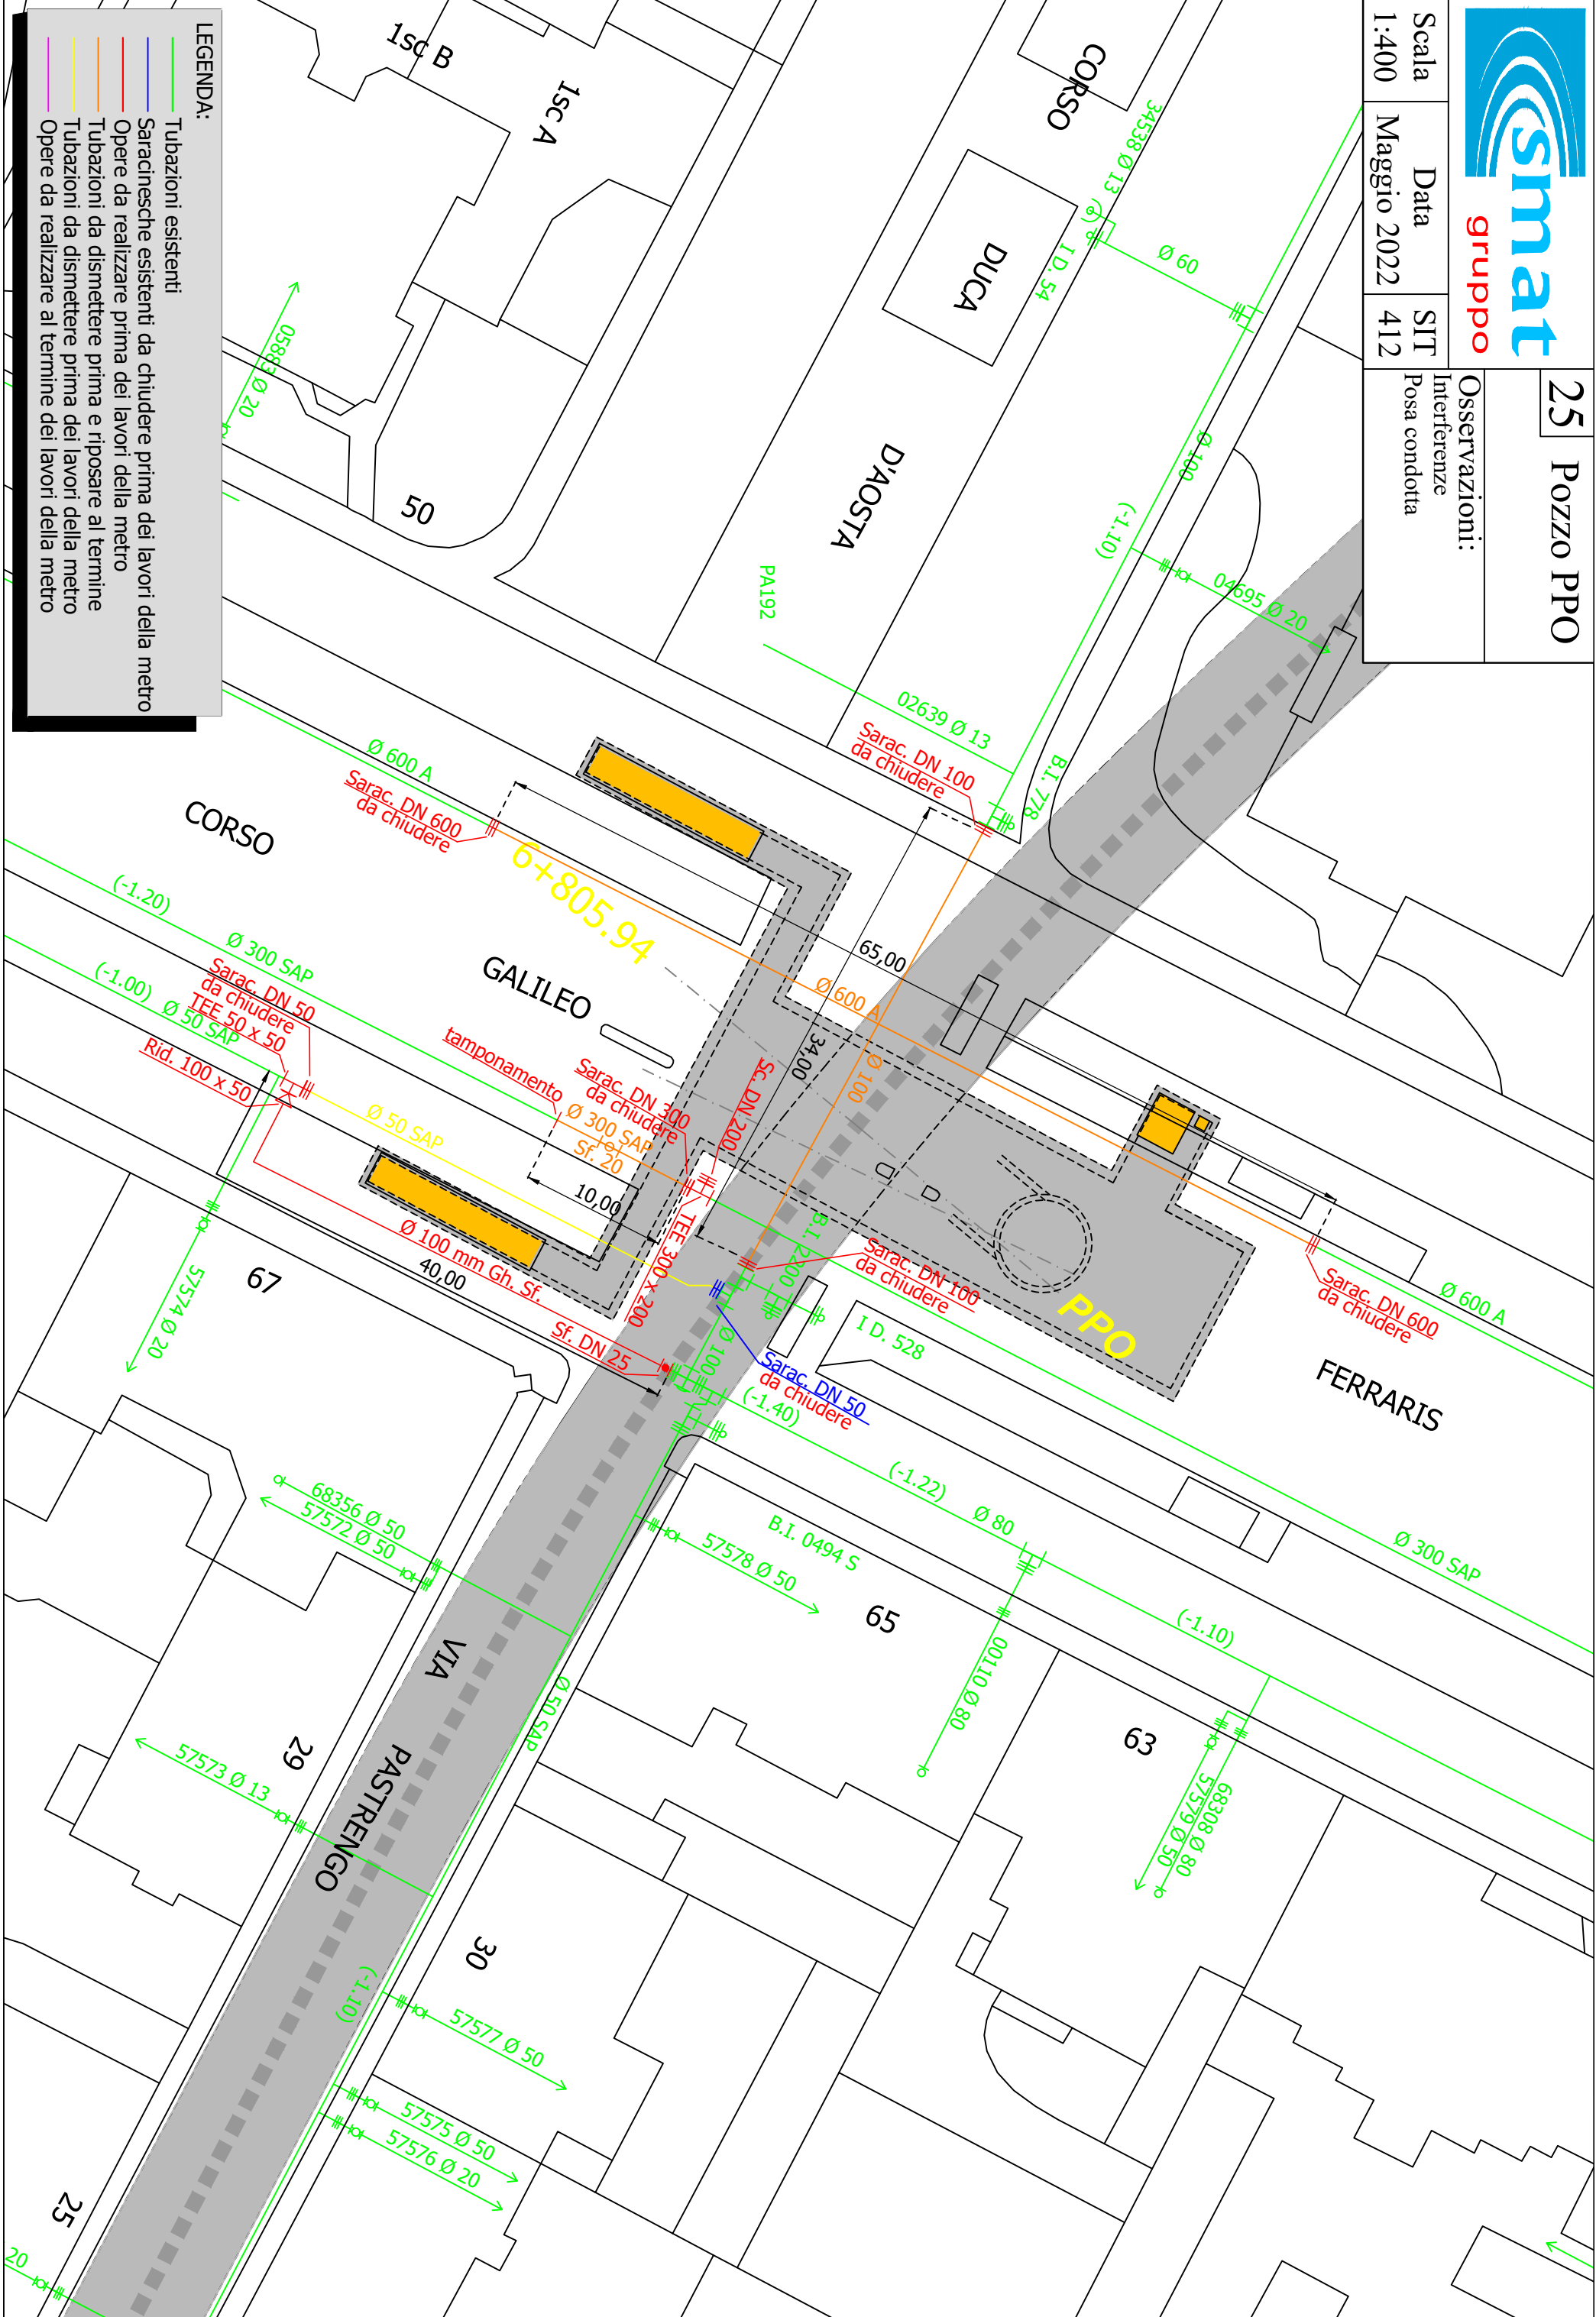 smat
gruppo
25 Pozzo PPO
Scala
1:400
Data
Maggio 2022
SIT
412
Osservazioni:
Interferenze
Posa condotta
LEGENDA:
Tubazioni esistenti
Saracinesche esistenti da chiudere prima dei lavori della metro
Opere da realizzare prima dei lavori della metro
Tubazioni da dismettere prima e riposare al termine
Tubazioni da dismettere prima dei lavori della metro
Opere da realizzare al termine dei lavori della metro
1sc B
1sc A
CORSO
DUCA
D'AOSTA
34538 Ø 13
I D. 54
Ø 60
Ø 100
(-1.10)
04695 Ø 20
05883 Ø 20
50
PA192
02639 Ø 13
B.I. 778
Sarac. DN 100
da chiudere
Ø 600 A
Sarac. DN 600
da chiudere
6+805.94
CORSO
GALILEO
FERRARIS
(-1.20)
Ø 300 SAP
(-1.00)
Ø 50 SAP
Sarac. DN 50
da chiudere
TEE 50 x 50
Rid. 100 x 50
tamponamento
Sarac. DN 300
da chiudere
Ø 300 SAP
Sf. 20
Ø 50 SAP
10,00
65,00
34,00
40,00
Ø 600 A
Ø 100
Sc. DN 200
TEE 300 x 200
Ø 100 mm Gh. Sf.
Sf. DN 25
B.I. 2200
Ø 100
Sarac. DN 100
da chiudere
Sarac. DN 50
da chiudere
I D. 528
PPO
Sarac. DN 600
da chiudere
Ø 600 A
(-1.40)
(-1.22)
Ø 80
(-1.10)
Ø 300 SAP
67
57574 Ø 20
68356 Ø 50
57572 Ø 50
57578 Ø 50
B.I. 0494 S
65
00110 Ø 80
63
68308 Ø 80
57579 Ø 50
VIA
PASTRENGO
Ø 50 SAP
29
57573 Ø 13
30
(-1.10)
57577 Ø 50
57575 Ø 50
57576 Ø 20
25
20